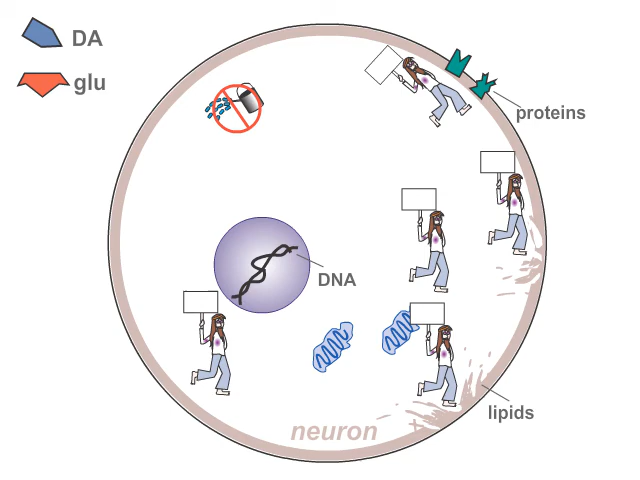 DA
glu
proteins
DNA
lipids
neuron